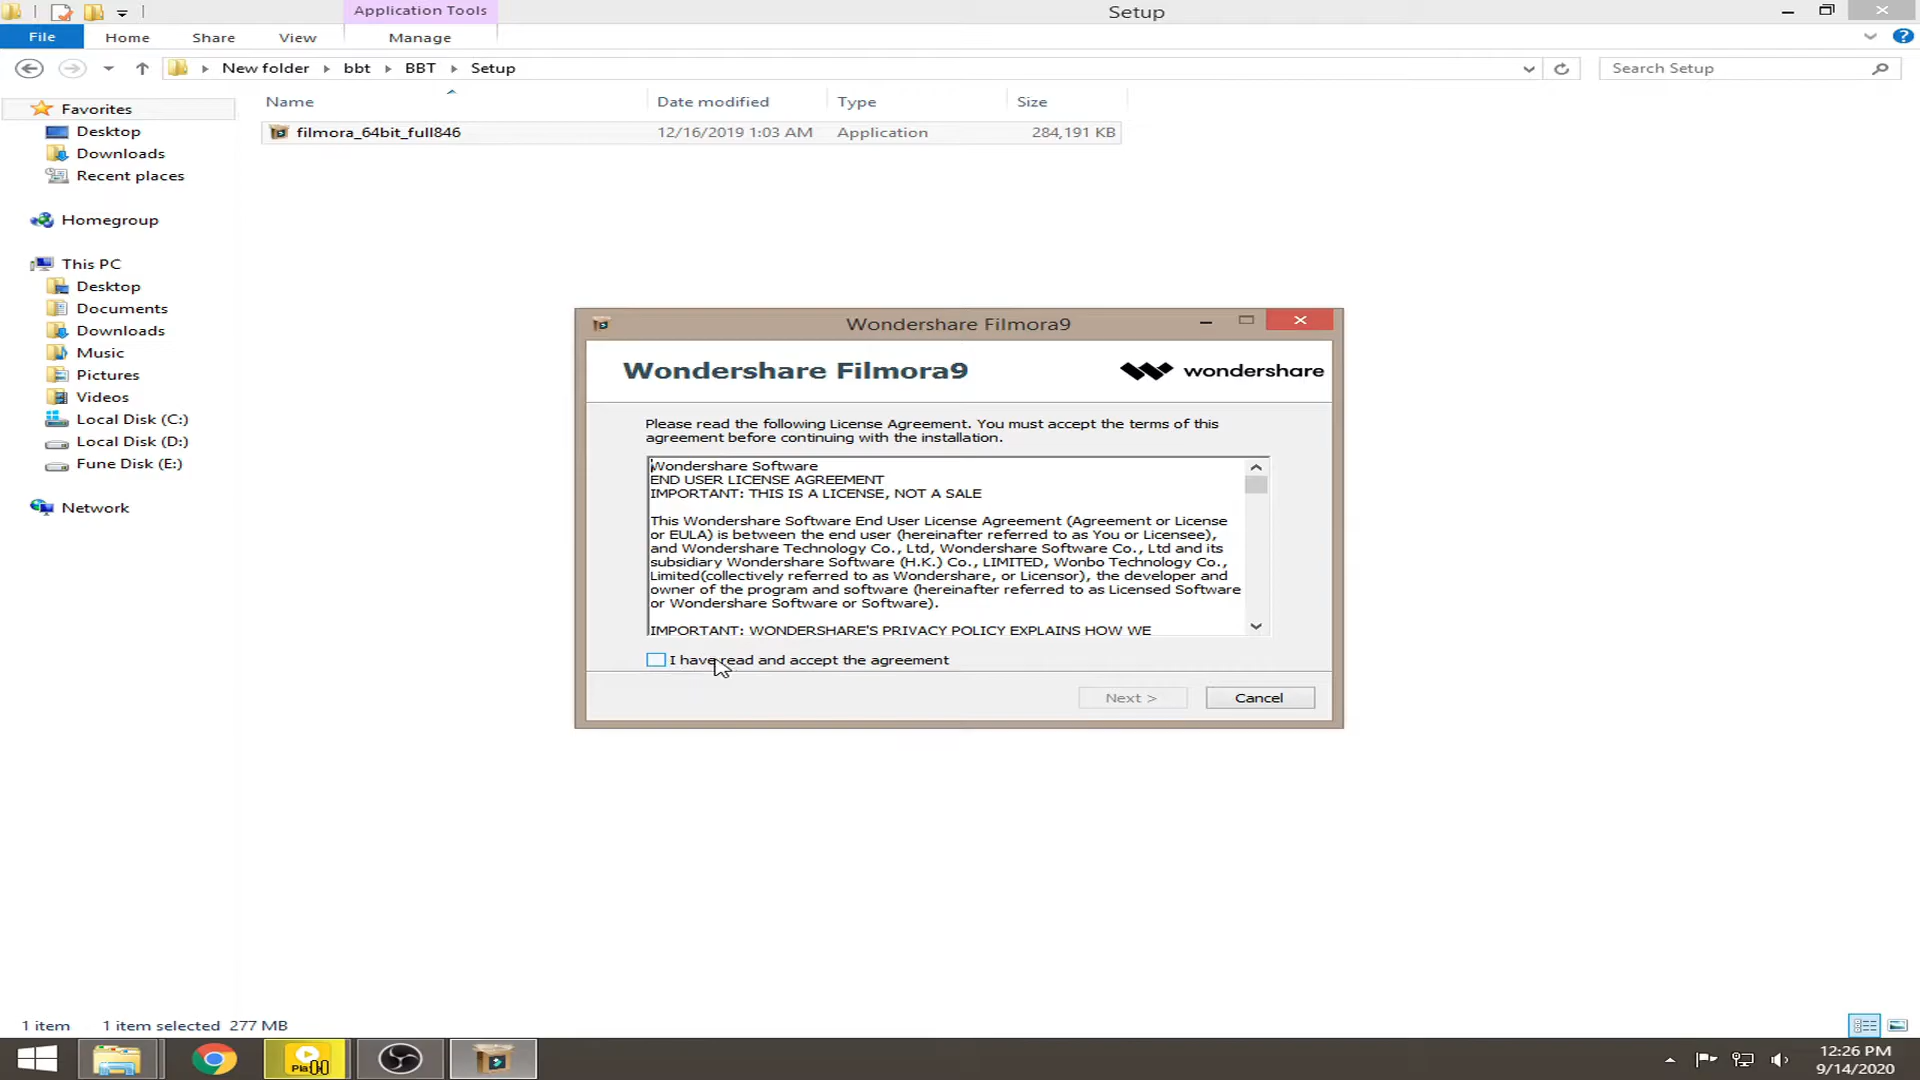 Application Tools
Setup
File
Home
Share
View
Manage
New folder
bbt
BBT
Setup
Search Setup
Name
Date modified
Type
Size
filmora_64bit_full846
12/16/2019 1:03 AM
Application
284,191 KB
Favorites
Desktop
Downloads
Recent places
Homegroup
This PC
Desktop
Documents
Downloads
Music
Pictures
Videos
Local Disk (C:)
Local Disk (D:)
Fune Disk (E:)
Network
Wondershare Filmora9
Wondershare Filmora9
wondershare
Please read the following License Agreement. You must accept the terms of this
agreement before continuing with the installation.
Wondershare Software
END USER LICENSE AGREEMENT
IMPORTANT: THIS IS A LICENSE, NOT A SALE
This Wondershare Software End User License Agreement (Agreement or License
or EULA) is between the end user (hereinafter referred to as You or Licensee),
and Wondershare Technology Co., Ltd, Wondershare Software Co., Ltd and its
subsidiary Wondershare Software (H.K.) Co., LIMITED, Wonbo Technology Co.,
Limited(collectively referred to as Wondershare, or Licensor), the developer and
owner of the program and software (hereinafter referred to as Licensed Software
or Wondershare Software or Software).
IMPORTANT: WONDERSHARE'S PRIVACY POLICY EXPLAINS HOW WE
I have read and accept the agreement
Next >
Cancel
1 item
1 item selected 277 MB
12:26 PM
9/14/2020